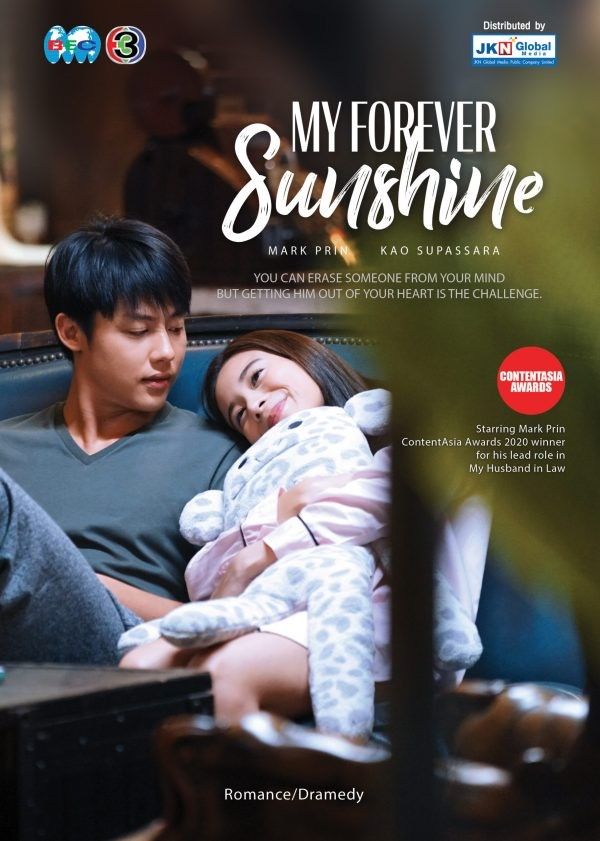 BEC
3
Distributed by
JKN Global
Media
JKN Global Media Public Company Limited
MY FOREVER
Sunshine
MARK PRIN KAO SUPASSARA
YOU CAN ERASE SOMEONE FROM YOUR MIND
BUT GETTING HIM OUT OF YOUR HEART IS THE CHALLENGE.
CONTENTASIA
AWARDS
Starring Mark Prin
ContentAsia Awards 2020 winner
for his lead role in
My Husband in Law
Romance/Dramedy